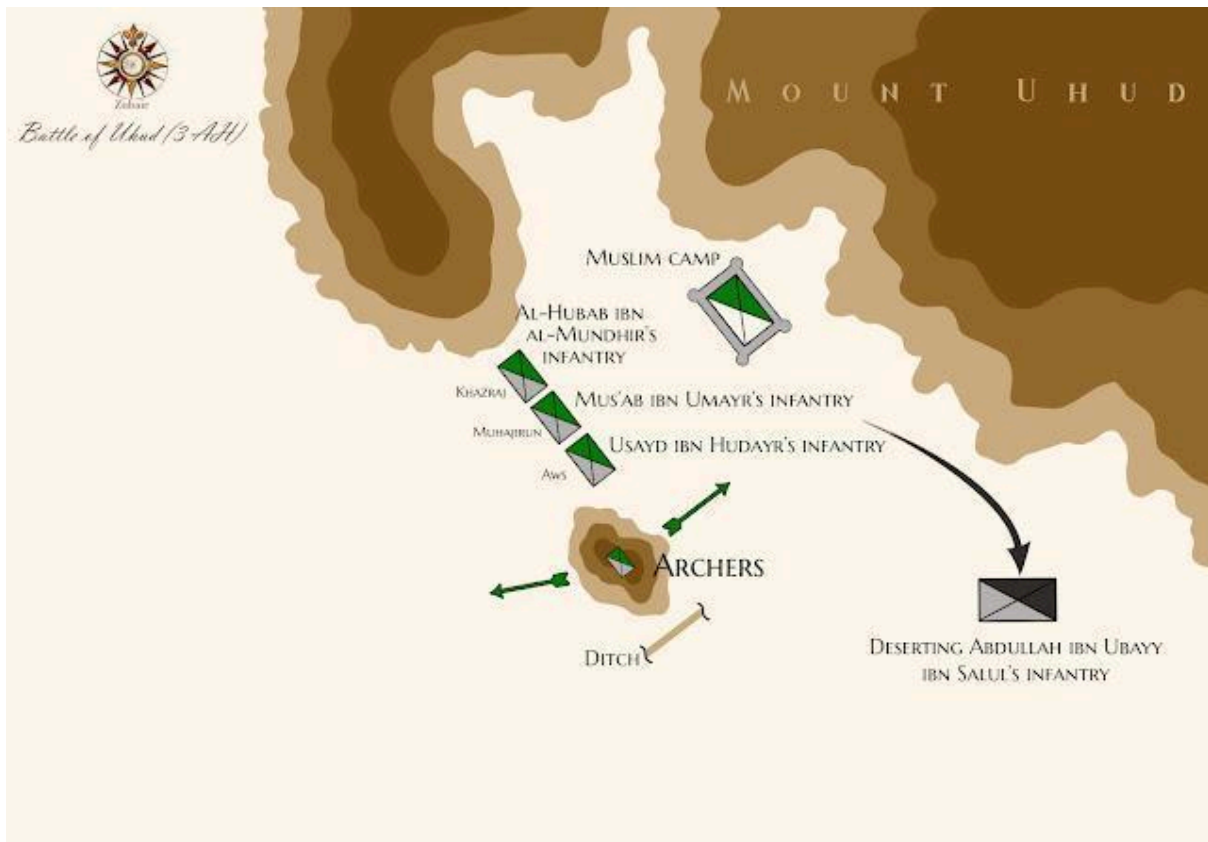 Zubair
Battle of Uhud (3 AH)
MOUNT UHUD
MUSLIM CAMP
AL-HUBAB IBN
AL-MUNDHIR'S
INFANTRY
KHAZRAJ
MUS'AB IBN UMAYR'S INFANTRY
MUHAJIRUN
USAYD IBN HUDAYR'S INFANTRY
AWS
ARCHERS
DITCH
DESERTING ABDULLAH IBN UBAYY
IBN SALUL'S INFANTRY